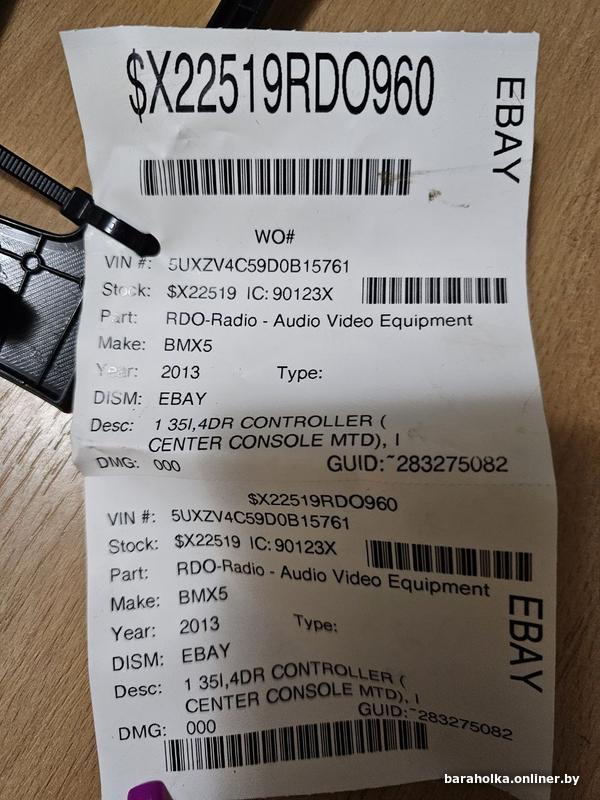 $X22519RDO960
EBAY
WO#
VIN #: 5UXZV4C59D0B15761
Stock: $X22519 IC: 90123X
Part: RDO-Radio - Audio Video Equipment
Make: BMX5
Year: 2013 Type:
DISM: EBAY
Desc: 1 35I,4DR CONTROLLER (
CENTER CONSOLE MTD), I
DMG: 000 GUID:~283275082
$X22519RDO960
VIN #: 5UXZV4C59D0B15761
Stock: $X22519 IC: 90123X
Part: RDO-Radio - Audio Video Equipment
Make: BMX5
EBAY
Year: 2013 Type:
DISM: EBAY
Desc: 1 35I,4DR CONTROLLER (
CENTER CONSOLE MTD), I
GUID:~283275082
DMG: 000
baraholka.onliner.by